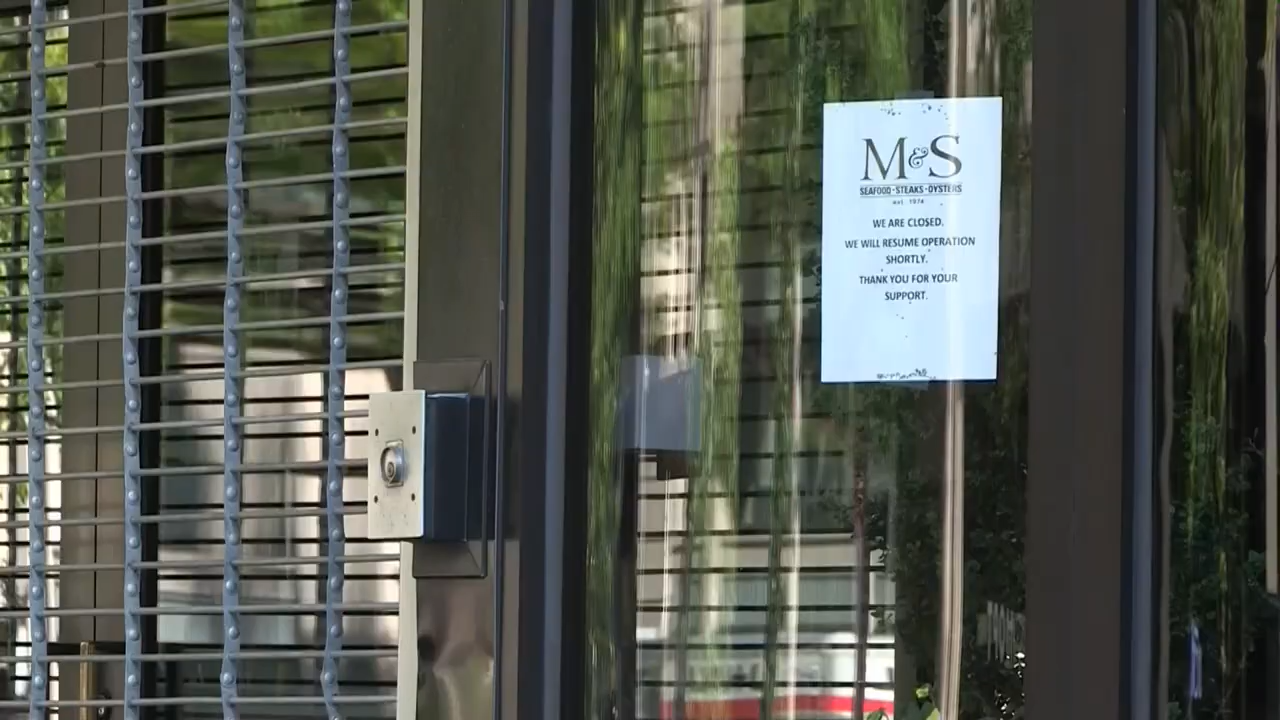 M&S
SEAFOOD·STEAKS·OYSTERS
est. 1974
WE ARE CLOSED.
WE WILL RESUME OPERATION
SHORTLY.
THANK YOU FOR YOUR
SUPPORT.